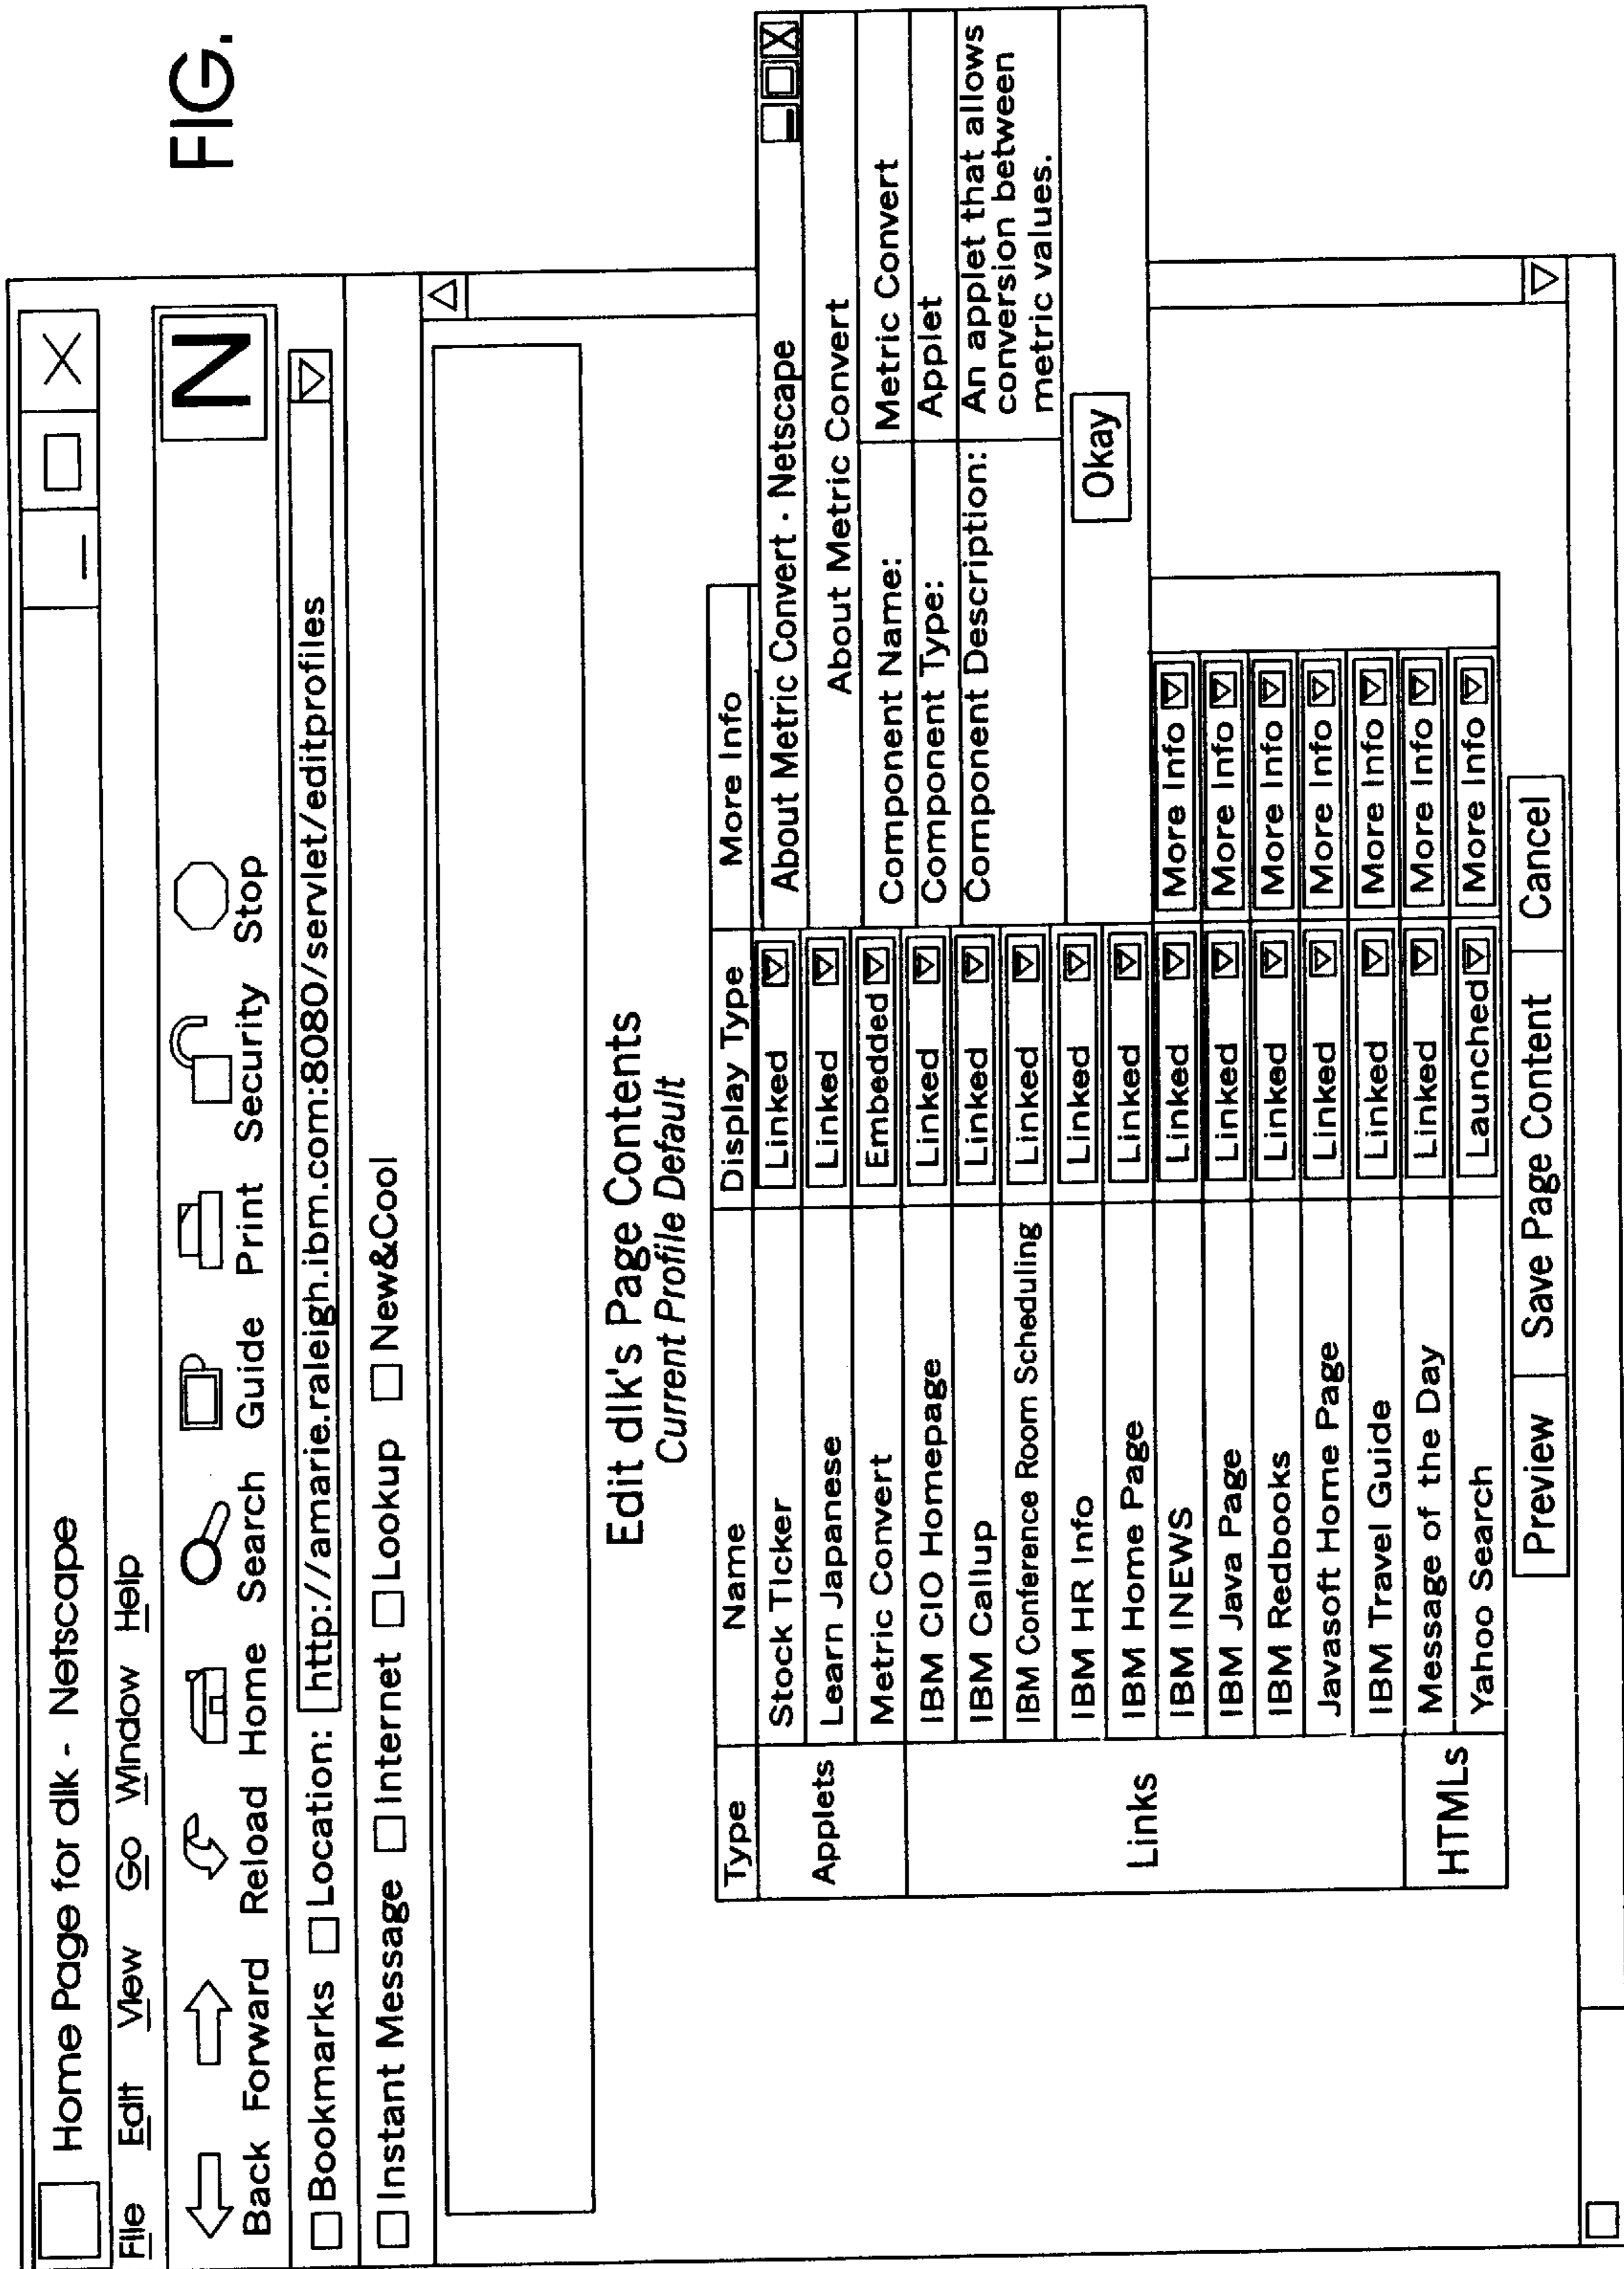 FIG.
Home Page for dlk - Netscape
File Edit View Go Window Help
N
Back Forward Reload Home Search Guide Print Security Stop
Bookmarks Location: http://amarie.raleigh.ibm.com:8080/servlet/editprofiles
Instant Message Internet Lookup New&Cool
Edit dlk's Page Contents
Current Profile Default
Type Name Display Type More Info
Applets
Stock Ticker Linked
Learn Japanese Linked
Metric Convert Embedded
Links
IBM CIO Homepage Linked
IBM Callup Linked
IBM Conference Room Scheduling Linked
IBM HR Info Linked
IBM Home Page Linked
IBM INEWS Linked More Info
IBM Java Page Linked More Info
IBM Redbooks Linked More Info
Javasoft Home Page Linked More Info
IBM Travel Guide Linked More Info
HTMLs
Message of the Day Linked More Info
Yahoo Search Launched More Info
Preview Save Page Content Cancel
About Metric Convert · Netscape
About Metric Convert
Component Name: Metric Convert
Component Type: Applet
Component Description: An applet that allows
conversion between
metric values.
Okay